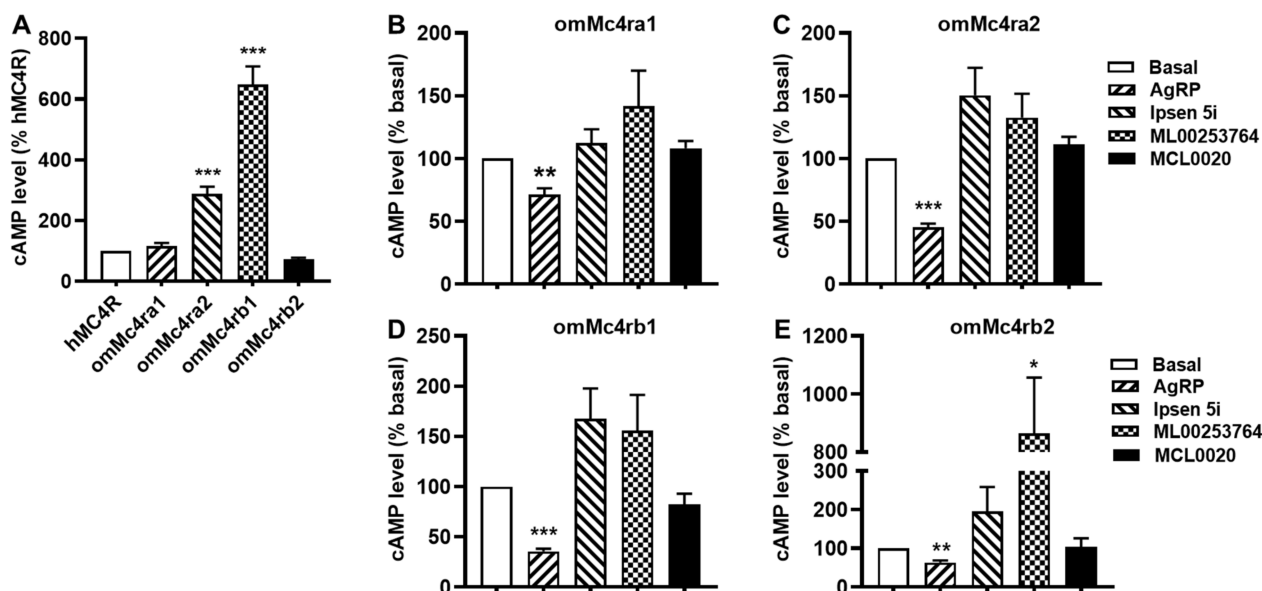 A
cAMP level (% hMC4R)
800
600
400
200
0
***
***
hMC4R
omMc4ra1
omMc4ra2
omMc4rb1
omMc4rb2
B
omMc4ra1
cAMP level (% basal)
200
150
100
50
0
**
C
omMc4ra2
cAMP level (% basal)
200
150
100
50
0
***
Basal
AgRP
Ipsen 5i
ML00253764
MCL0020
D
omMc4rb1
cAMP level (% basal)
250
200
150
100
50
0
***
E
omMc4rb2
cAMP level (% basal)
1200
1000
800
300
200
100
0
**
*
Basal
AgRP
Ipsen 5i
ML00253764
MCL0020